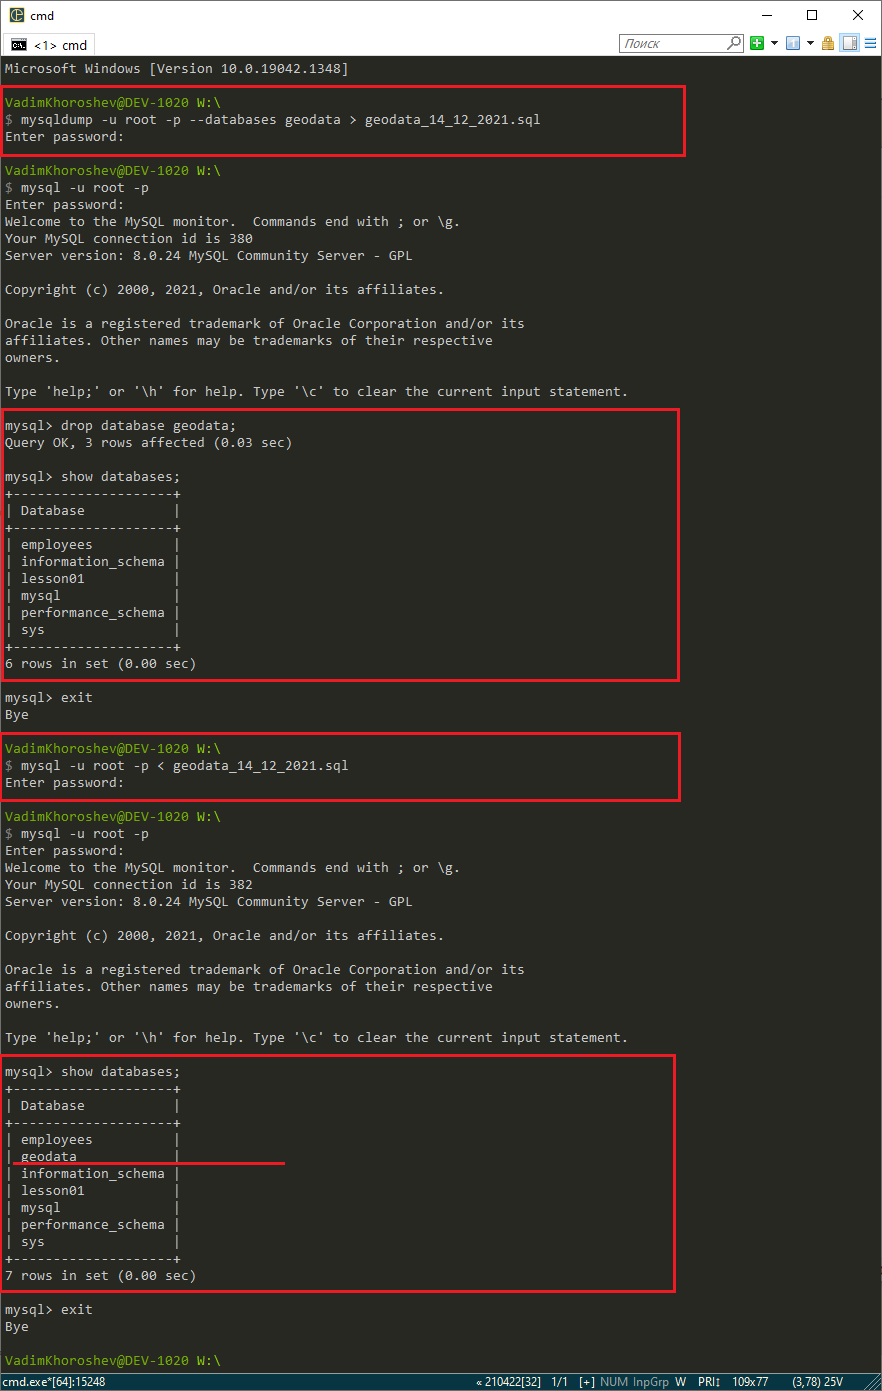 cmd
<1> cmd
Поиск
Microsoft Windows [Version 10.0.19042.1348]
VadimKhoroshev@DEV-1020 W:\
$ mysqldump -u root -p --databases geodata > geodata_14_12_2021.sql
Enter password:
VadimKhoroshev@DEV-1020 W:\
$ mysql -u root -p
Enter password:
Welcome to the MySQL monitor.  Commands end with ; or \g.
Your MySQL connection id is 380
Server version: 8.0.24 MySQL Community Server - GPL
Copyright (c) 2000, 2021, Oracle and/or its affiliates.
Oracle is a registered trademark of Oracle Corporation and/or its
affiliates. Other names may be trademarks of their respective
owners.
Type 'help;' or '\h' for help. Type '\c' to clear the current input statement.
mysql> drop database geodata;
Query OK, 3 rows affected (0.03 sec)
mysql> show databases;
+--------------------+
| Database           |
+--------------------+
| employees          |
| information_schema |
| lesson01           |
| mysql              |
| performance_schema |
| sys                |
+--------------------+
6 rows in set (0.00 sec)
mysql> exit
Bye
VadimKhoroshev@DEV-1020 W:\
$ mysql -u root -p < geodata_14_12_2021.sql
Enter password:
VadimKhoroshev@DEV-1020 W:\
$ mysql -u root -p
Enter password:
Welcome to the MySQL monitor.  Commands end with ; or \g.
Your MySQL connection id is 382
Server version: 8.0.24 MySQL Community Server - GPL
Copyright (c) 2000, 2021, Oracle and/or its affiliates.
Oracle is a registered trademark of Oracle Corporation and/or its
affiliates. Other names may be trademarks of their respective
owners.
Type 'help;' or '\h' for help. Type '\c' to clear the current input statement.
mysql> show databases;
+--------------------+
| Database           |
+--------------------+
| employees          |
| geodata            |
| information_schema |
| lesson01           |
| mysql              |
| performance_schema |
| sys                |
+--------------------+
7 rows in set (0.00 sec)
mysql> exit
Bye
VadimKhoroshev@DEV-1020 W:\
cmd.exe*[64]:15248 « 210422[32] 1/1 [+] NUM InpGrp W PRI↕ 109x77 (3,78) 25V